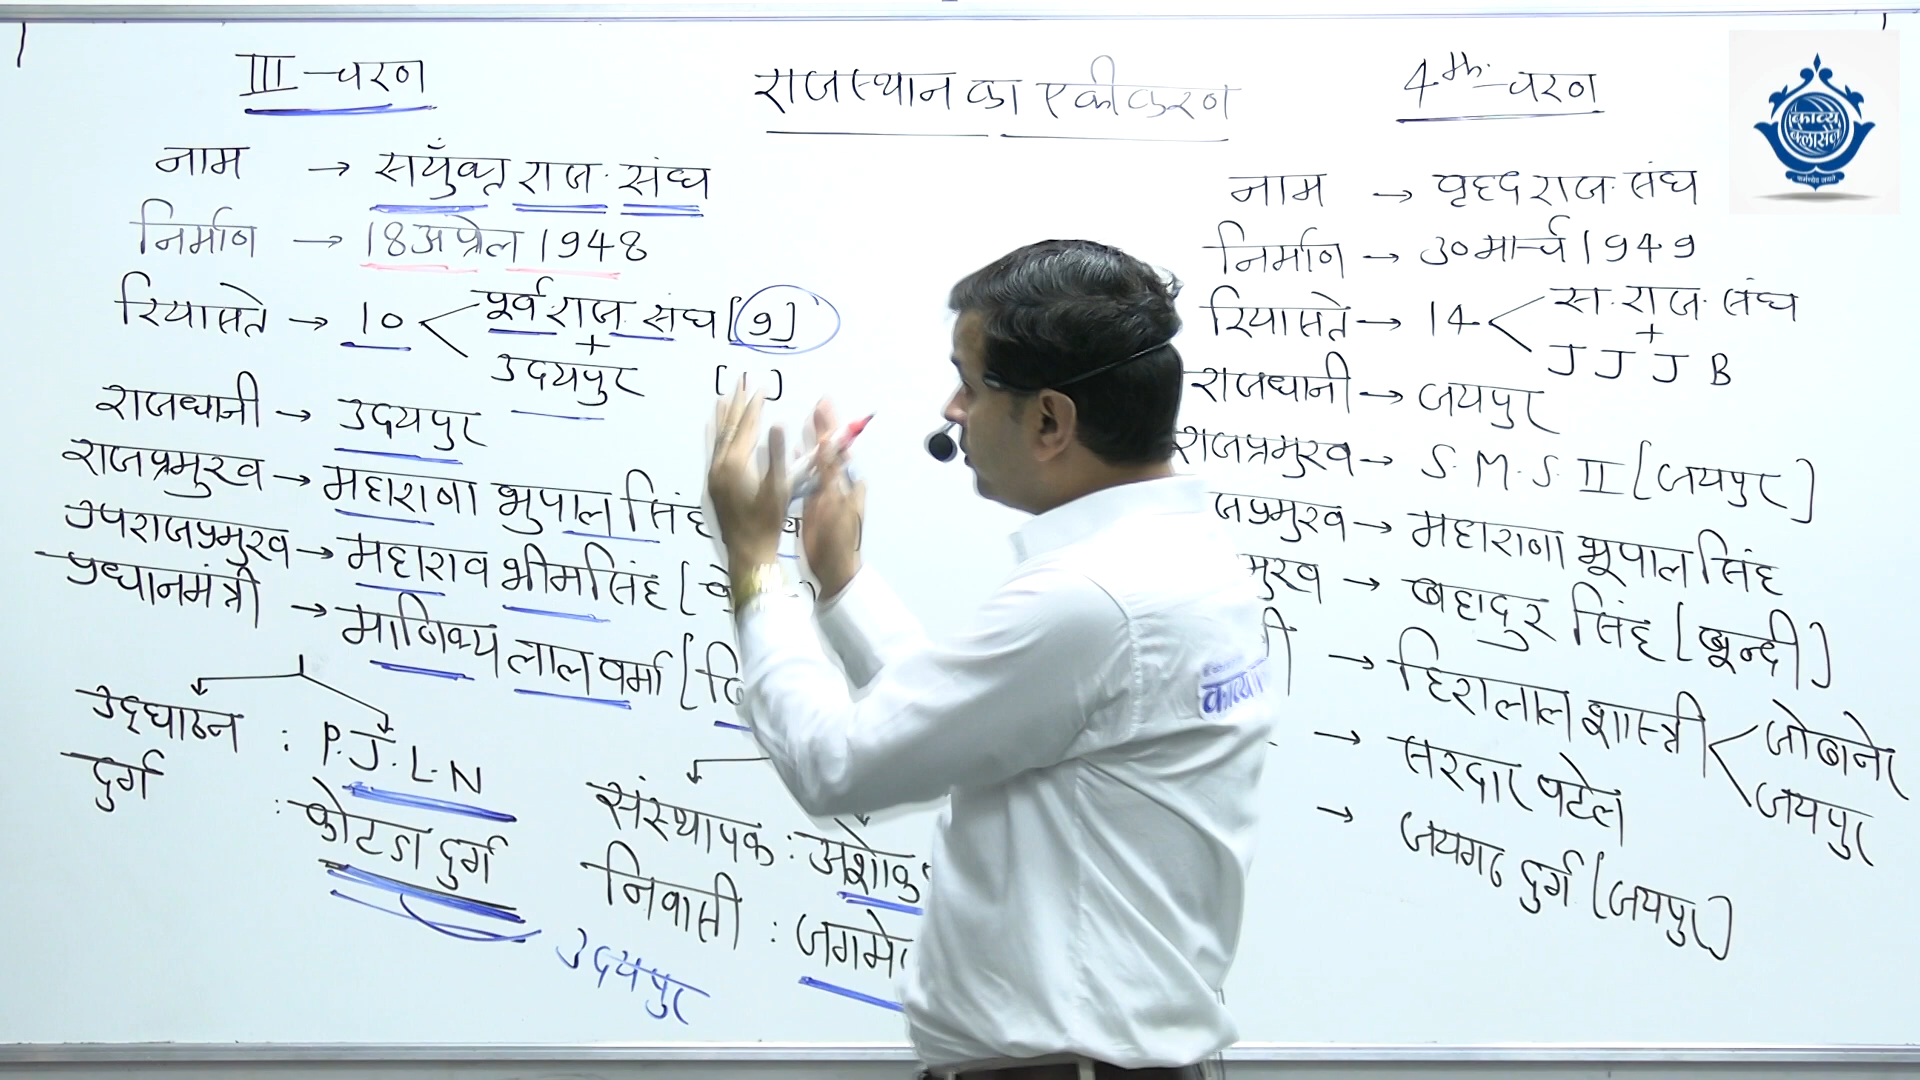 राजस्थान का एकीकरण
III - चरण
नाम → सयुँक्त राज. संघ
निर्माण → 18 अप्रेल 1948
रियासते → 10 < पूर्व राज. संघ [9]
+
उदयपुर [1]
राजधानी → उदयपुर
राजप्रमुख → महाराणा भुपाल सिंह
उपराजप्रमुख → महाराव भीमसिंह [
प्रधानमंत्री → माणिक्य लाल वर्मा [
उद्घाटन : P. J. L. N
दुर्ग : कोटडा दुर्ग
उदयपुर
संस्थापक : अशोक
निवासी : जगमे
4th - चरण
नाम → वृहद राज. संघ
निर्माण → 30 मार्च 1949
रियासते → 14 < स. राज. संघ
+
J J J B
राजधानी → जयपुर
राजप्रमुख → S. M. S. II [जयपुर]
जप्रमुख → महाराणा भूपाल सिंह
मुख → बहादुर सिंह [बून्दी]
→ हिरालाल शास्त्री < जोबनेर
जयपुर
→ सरदार पटेल
→ जयगढ दुर्ग [जयपुर]
काव्य
क्लासेज
काव्य